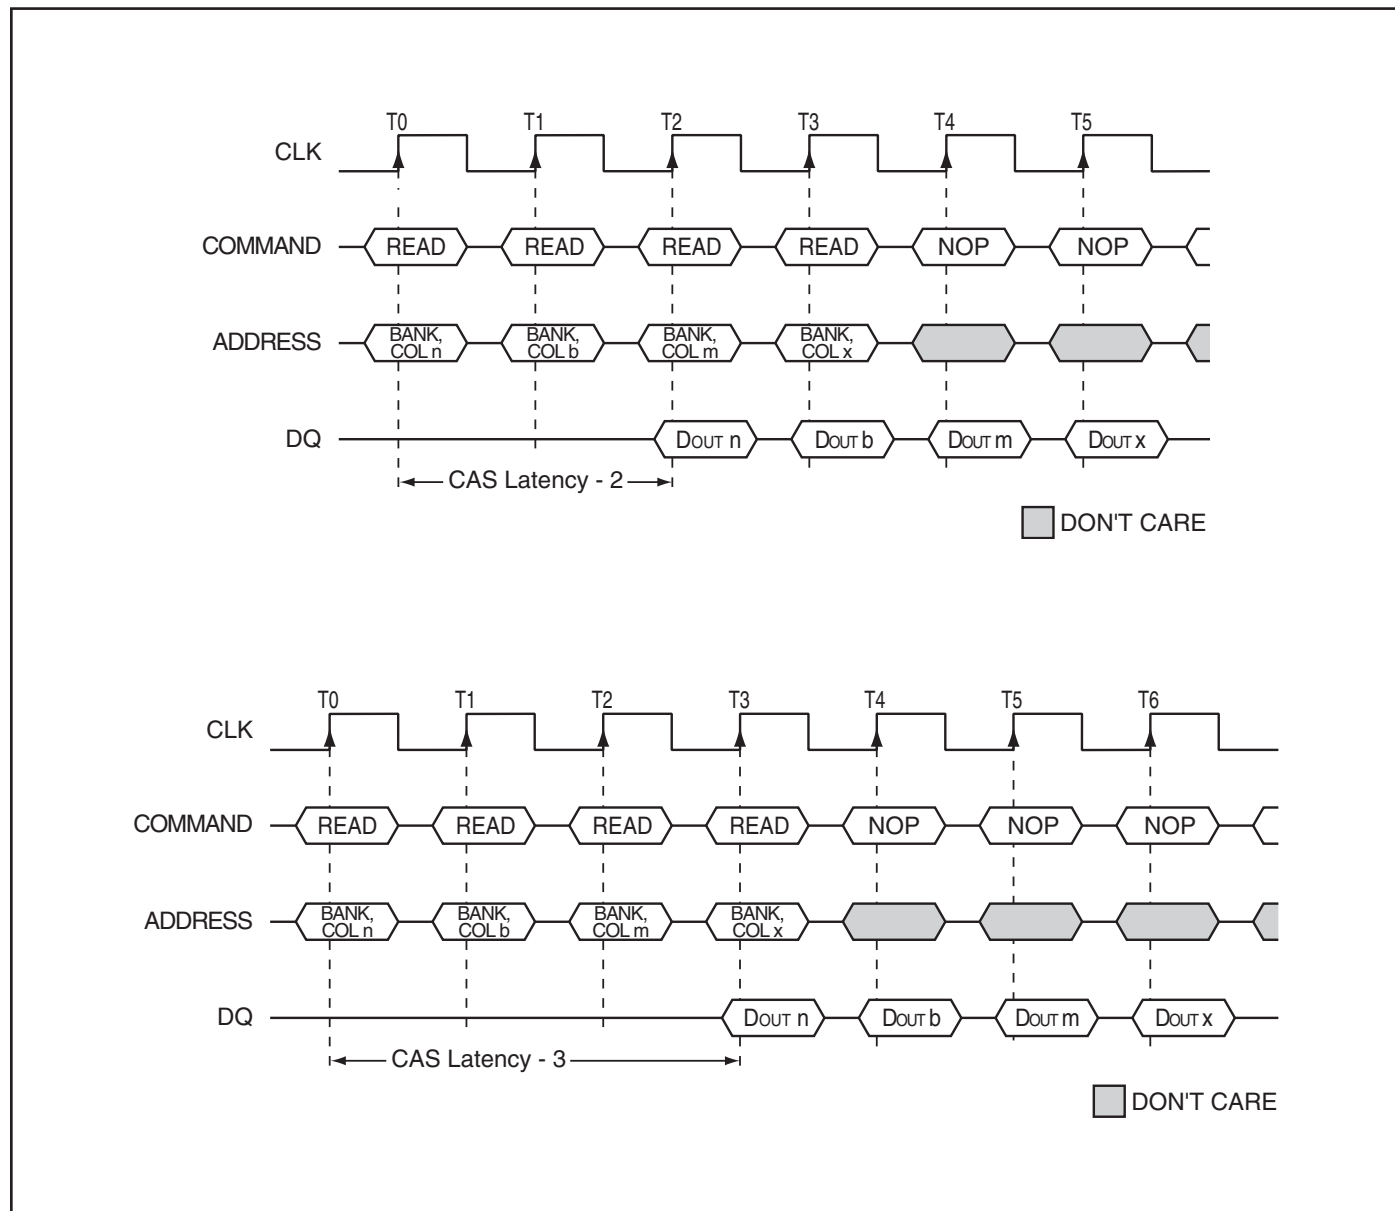 T0 T1 T2 T3 T4 T5
CLK
COMMAND READ READ READ READ NOP NOP
ADDRESS BANK, COL n BANK, COL b BANK, COL m BANK, COL x
DQ DOUT n DOUT b DOUT m DOUT x
CAS Latency - 2
DON'T CARE
T0 T1 T2 T3 T4 T5 T6
CLK
COMMAND READ READ READ READ NOP NOP NOP
ADDRESS BANK, COL n BANK, COL b BANK, COL m BANK, COL x
DQ DOUT n DOUT b DOUT m DOUT x
CAS Latency - 3
DON'T CARE